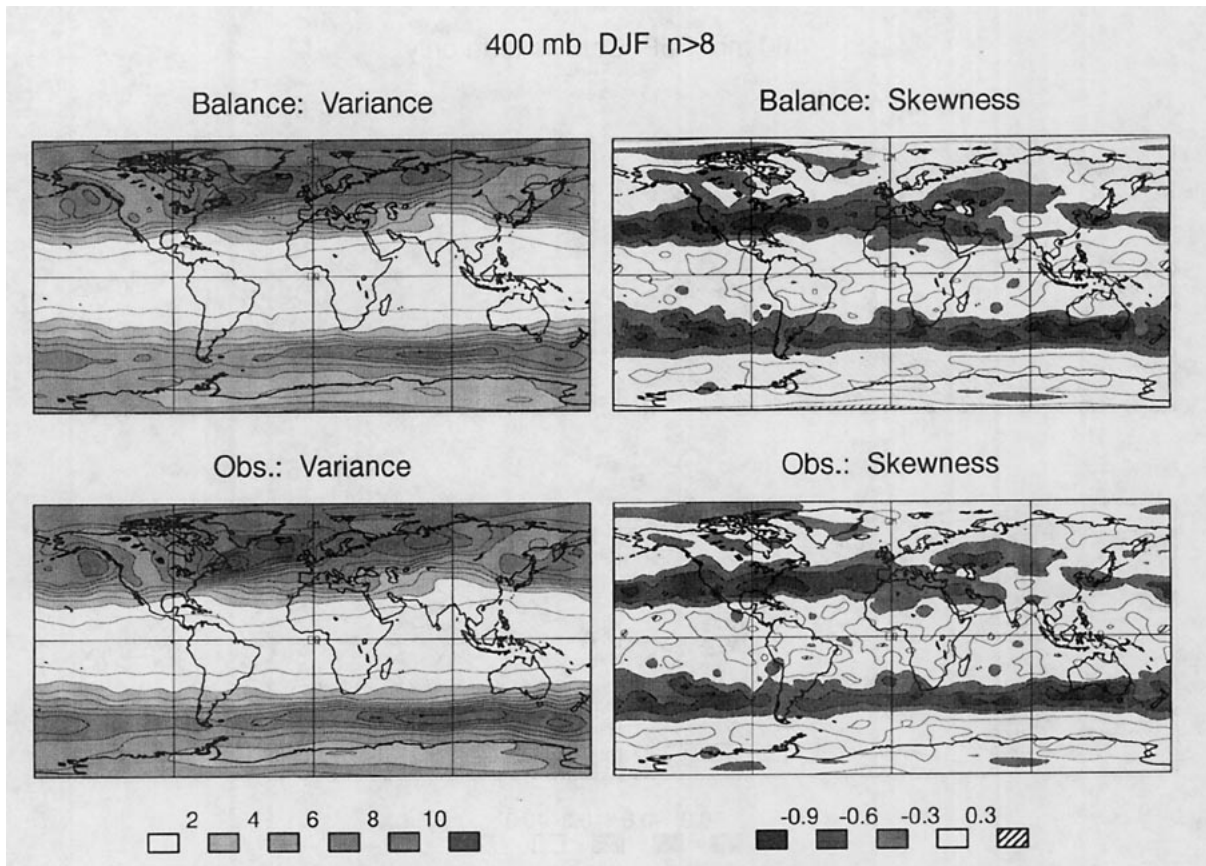 400 mb DJF n>8
Balance: Variance
Balance: Skewness
Obs.: Variance
Obs.: Skewness
2 4 6 8 10
-0.9 -0.6 -0.3 0.3